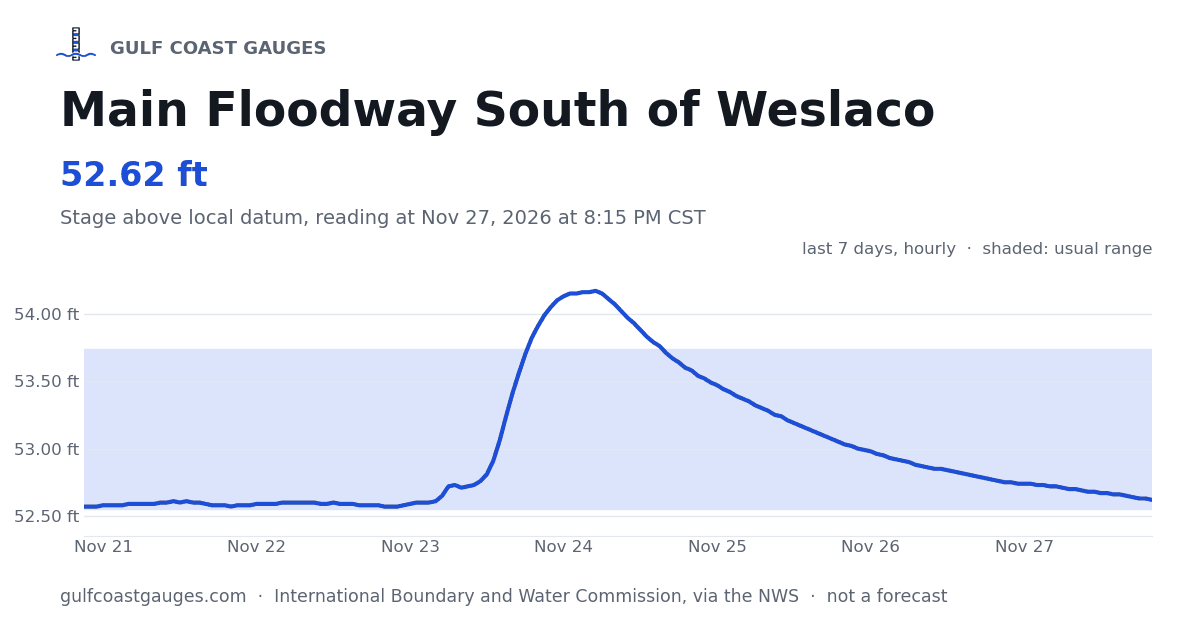 GULF COAST GAUGES
Main Floodway South of Weslaco
52.62 ft
Stage above local datum, reading at Nov 27, 2026 at 8:15 PM CST
last 7 days, hourly · shaded: usual range
54.00 ft
53.50 ft
53.00 ft
52.50 ft
Nov 21 Nov 22 Nov 23 Nov 24 Nov 25 Nov 26 Nov 27
gulfcoastgauges.com · International Boundary and Water Commission, via the NWS · not a forecast